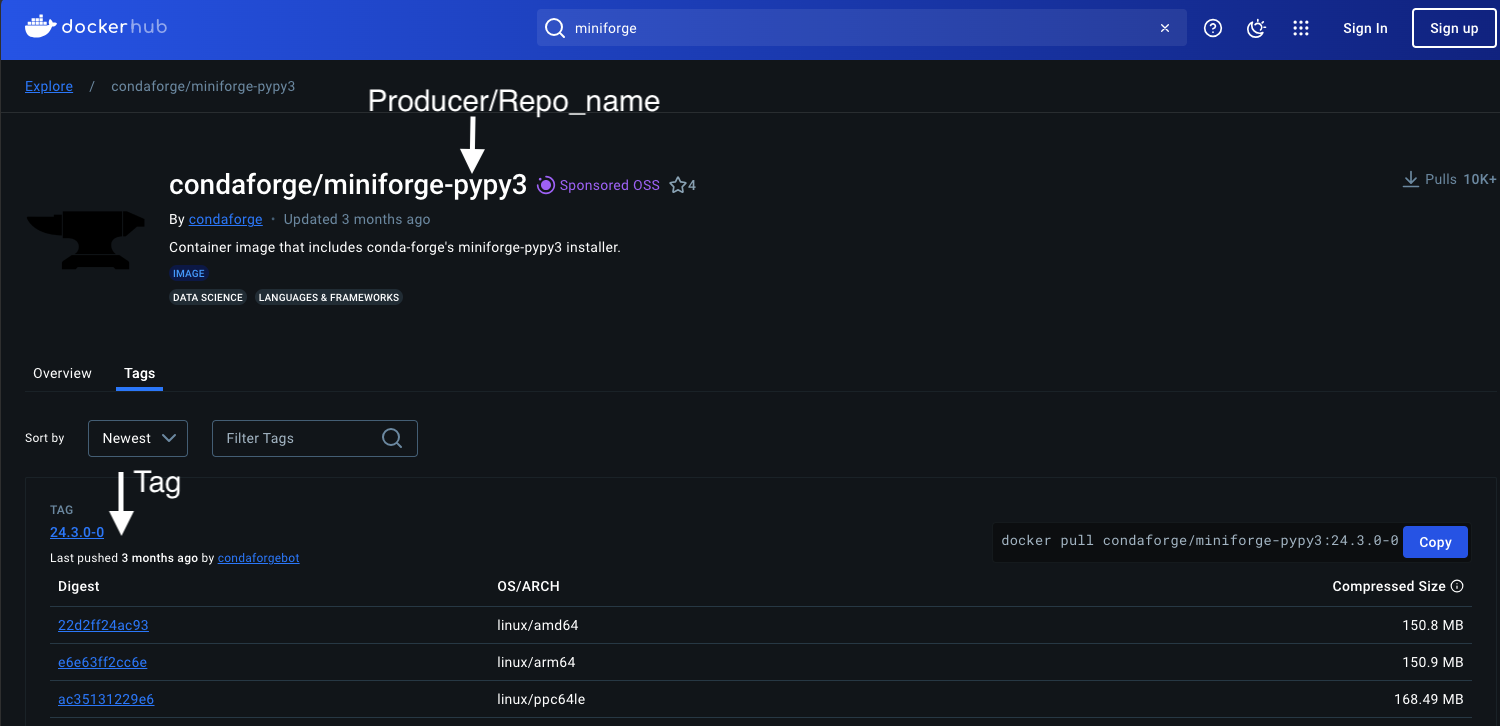 docker hub
miniforge
Sign In
Sign up
Explore / condaforge/miniforge-pypy3
Producer/Repo_name
condaforge/miniforge-pypy3 Sponsored OSS 4
Pulls 10K+
By condaforge · Updated 3 months ago
Container image that includes conda-forge's miniforge-pypy3 installer.
IMAGE
DATA SCIENCE LANGUAGES & FRAMEWORKS
Overview Tags
Sort by Newest Filter Tags
Tag
TAG
24.3.0-0
docker pull condaforge/miniforge-pypy3:24.3.0-0 Copy
Last pushed 3 months ago by condaforgebot
Digest OS/ARCH Compressed Size
22d2ff24ac93 linux/amd64 150.8 MB
e6e63ff2cc6e linux/arm64 150.9 MB
ac35131229e6 linux/ppc64le 168.49 MB